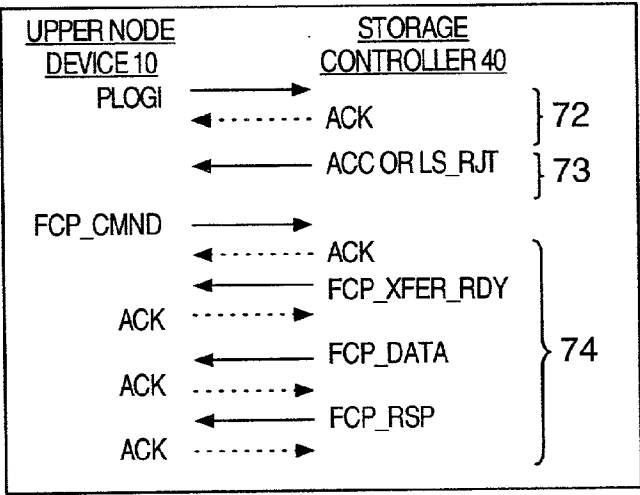 UPPER NODE
DEVICE 10
STORAGE
CONTROLLER 40
PLOGI
ACK
72
ACC OR LS_RJT
73
FCP_CMND
ACK
FCP_XFER_RDY
ACK
FCP_DATA
74
ACK
FCP_RSP
ACK